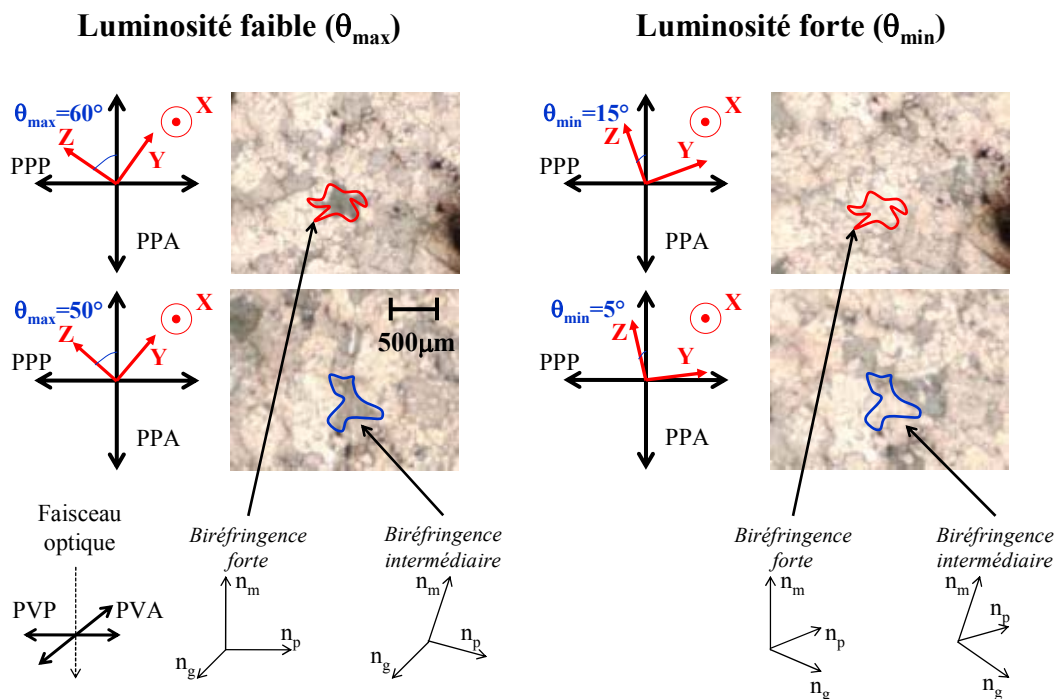 Luminosité faible (θmax)
Luminosité forte (θmin)
θmax=60°
X
Z
Y
PPP
PPA
θmin=15°
X
Z
Y
PPP
PPA
θmax=50°
X
Z
Y
PPP
PPA
500μm
θmin=5°
X
Z
Y
PPP
PPA
Faisceau
optique
PVP
PVA
Biréfringence
forte
nm
np
ng
Biréfringence
intermédiaire
nm
np
ng
Biréfringence
forte
nm
np
ng
Biréfringence
intermédiaire
nm
np
ng